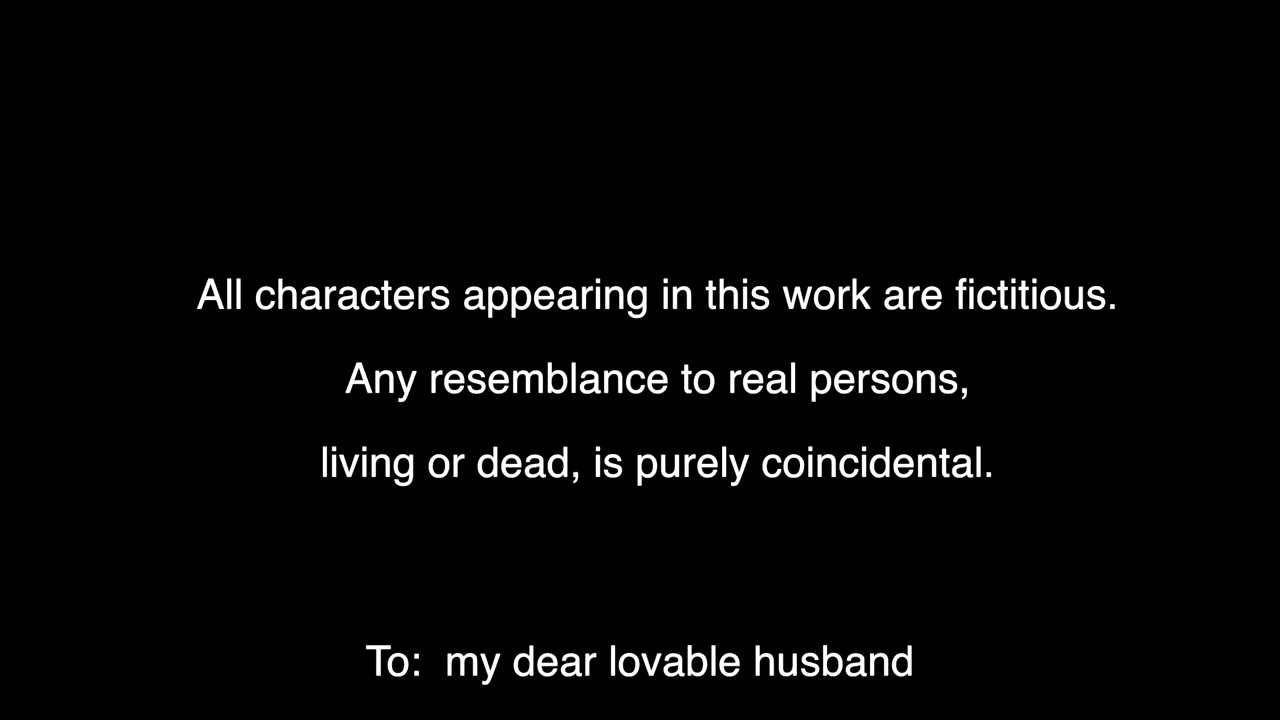 All characters appearing in this work are fictitious.
Any resemblance to real persons,
living or dead, is purely coincidental.
To: my dear lovable husband